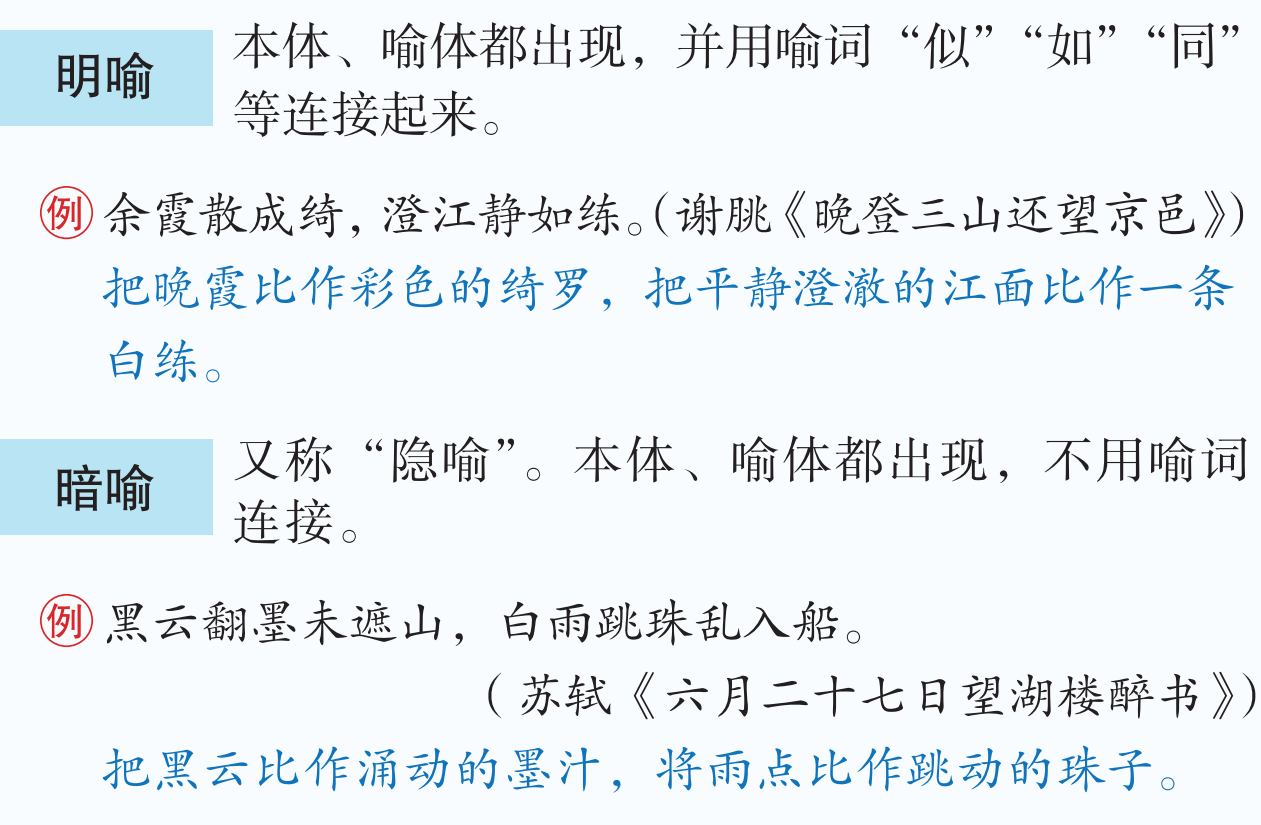 明喻
本体、喻体都出现，并用喻词“似”“如”“同”
等连接起来。
例 余霞散成绮，澄江静如练。（谢朓《晚登三山还望京邑》）
把晚霞比作彩色的绮罗，把平静澄澈的江面比作一条
白练。
暗喻
又称“隐喻”。本体、喻体都出现，不用喻词
连接。
例 黑云翻墨未遮山，白雨跳珠乱入船。
（苏轼《六月二十七日望湖楼醉书》）
把黑云比作涌动的墨汁，将雨点比作跳动的珠子。